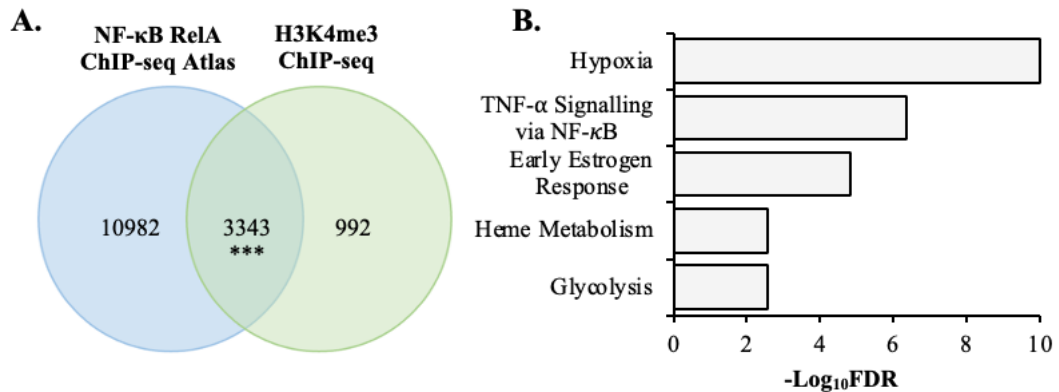 A.
NF-κB RelA
ChIP-seq Atlas
H3K4me3
ChIP-seq
10982
3343
***
992
B.
Hypoxia
TNF-α Signalling
via NF-κB
Early Estrogen
Response
Heme Metabolism
Glycolysis
0 2 4 6 8 10
-Log₁₀FDR